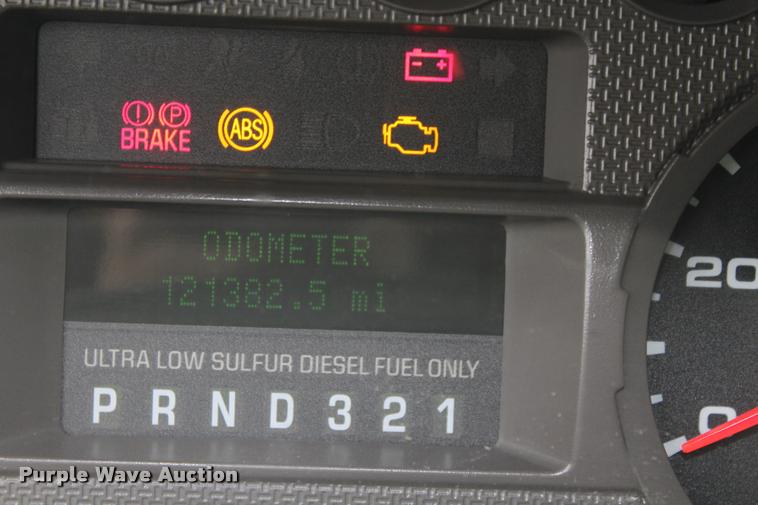 (!) (P)
BRAKE ABS
ODOMETER
121382.5 mi
20
ULTRA LOW SULFUR DIESEL FUEL ONLY
P R N D 3 2 1
0
Purple Wave Auction